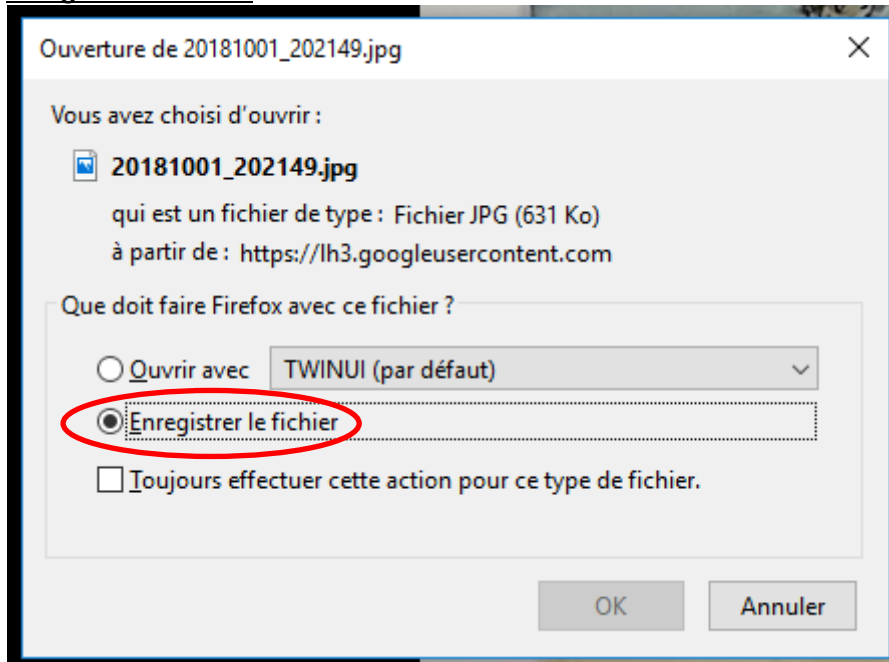 Ouverture de 20181001_202149.jpg
Vous avez choisi d'ouvrir :
20181001_202149.jpg
qui est un fichier de type : Fichier JPG (631 Ko)
à partir de : https://lh3.googleusercontent.com
Que doit faire Firefox avec ce fichier ?
Ouvrir avec TWINUI (par défaut)
Enregistrer le fichier
Toujours effectuer cette action pour ce type de fichier.
OK Annuler